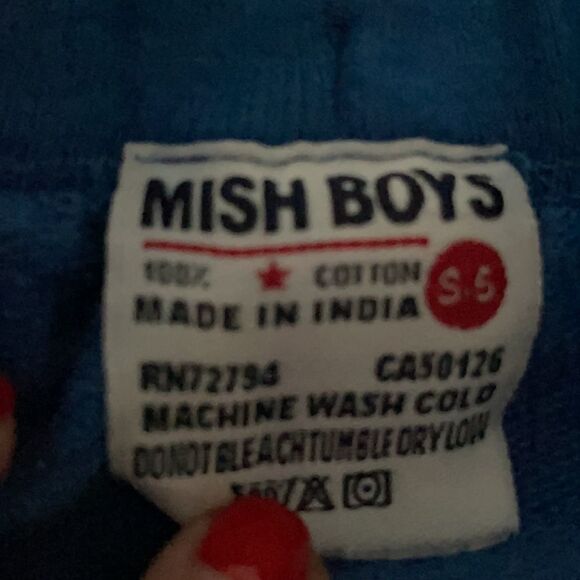 MISH BOYS
100% ★ COTTON S-5
MADE IN INDIA
RN72794 CA50126
MACHINE WASH COLD
DO NOT BLEACH TUMBLE DRY LOW